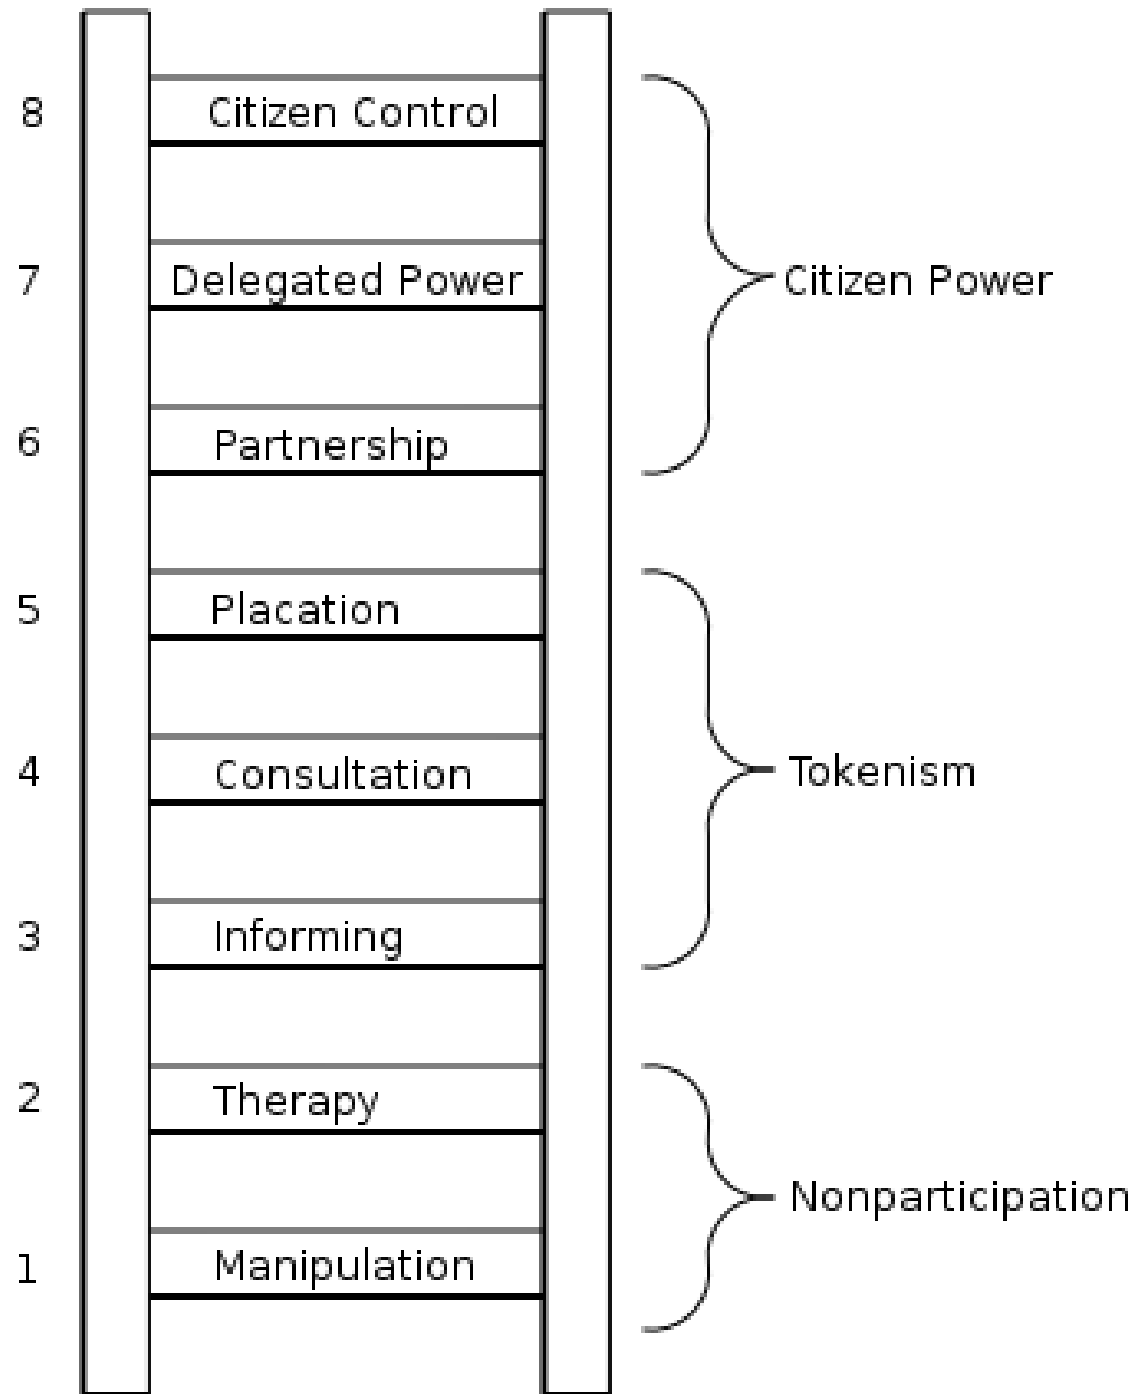 8 Citizen Control
7 Delegated Power Citizen Power
6 Partnership
5 Placation
4 Consultation Tokenism
3 Informing
2 Therapy
Nonparticipation
1 Manipulation